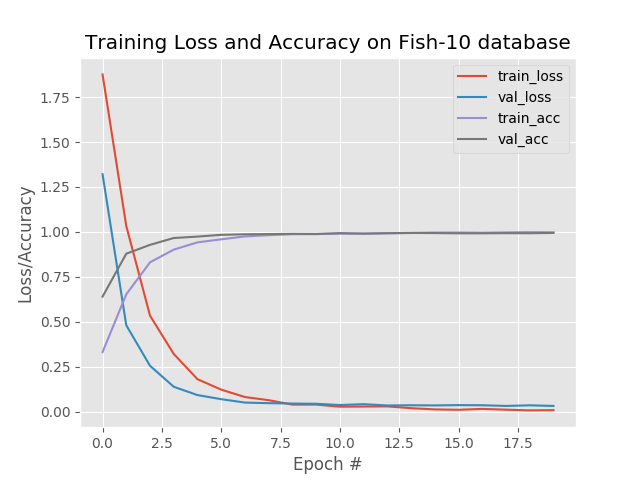 Training Loss and Accuracy on Fish-10 database
train_loss
val_loss
train_acc
val_acc
Loss/Accuracy
1.75
1.50
1.25
1.00
0.75
0.50
0.25
0.00
0.0 2.5 5.0 7.5 10.0 12.5 15.0 17.5
Epoch #